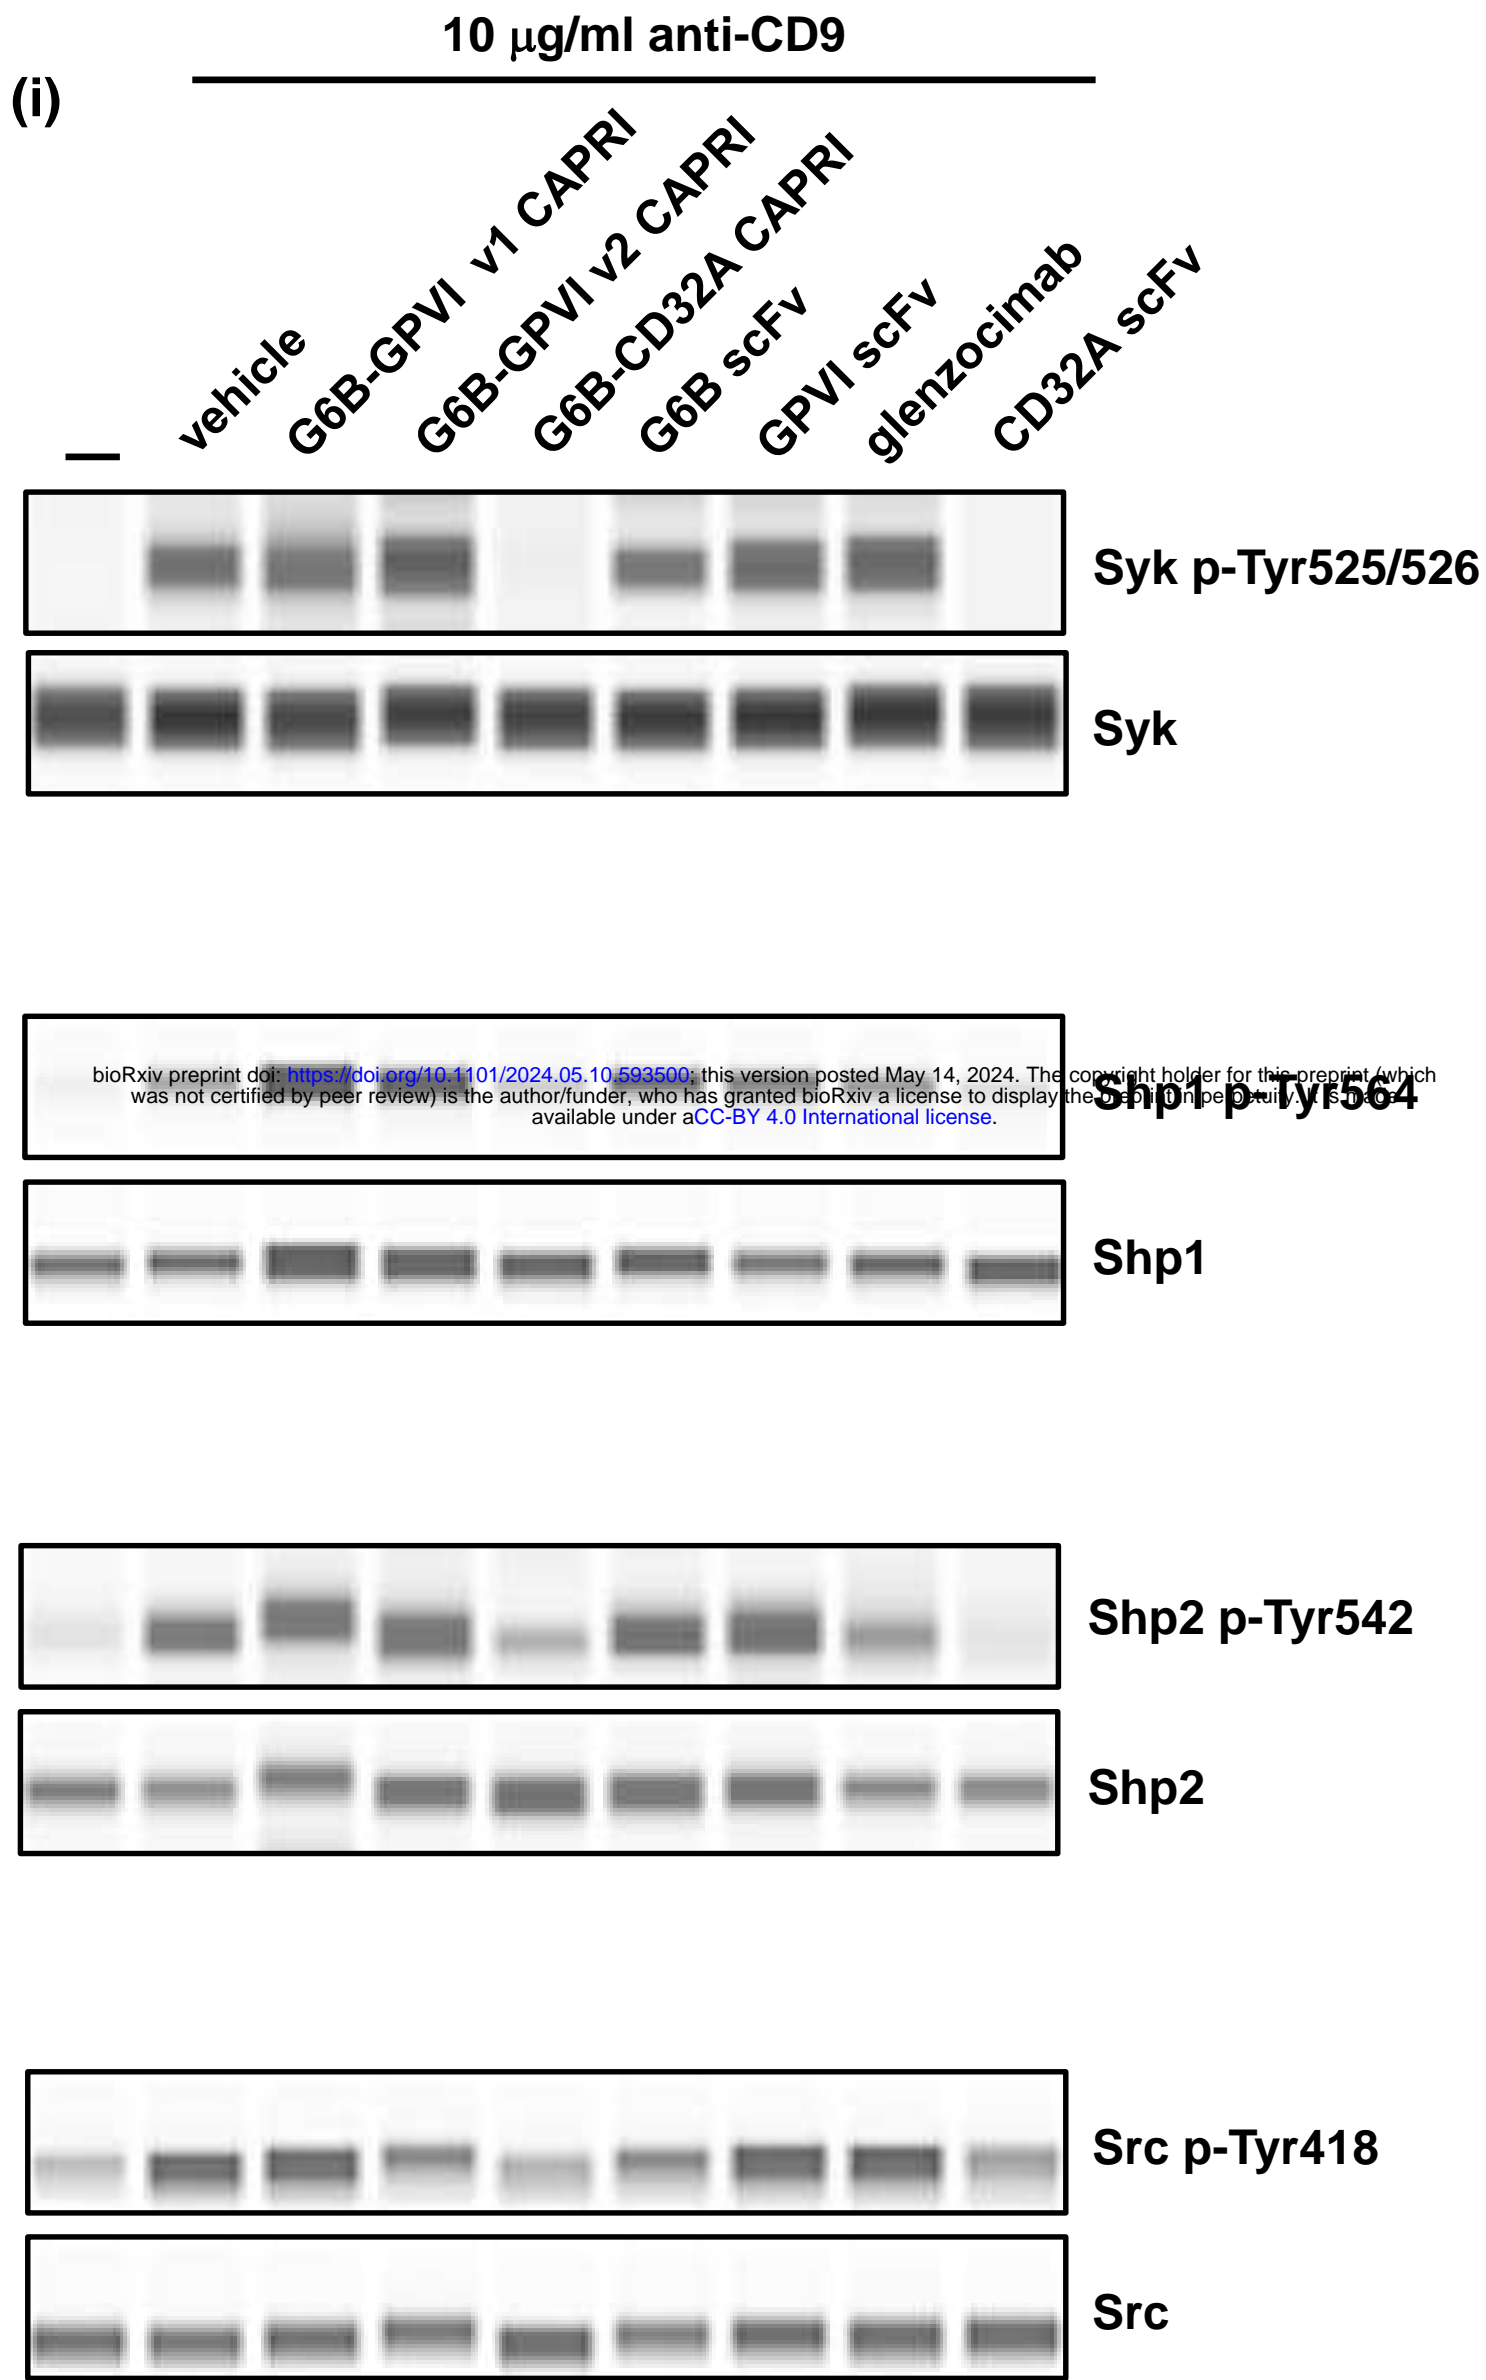 10 μg/ml anti-CD9
(i)
—
vehicle
G6B-GPVI v1 CAPRI
G6B-GPVI v2 CAPRI
G6B-CD32A CAPRI
G6B scFv
GPVI scFv
glenzocimab
CD32A scFv
Syk p-Tyr525/526
Syk
bioRxiv preprint doi: https://doi.org/10.1101/2024.05.10.593500; this version posted May 14, 2024. The copyright holder for this preprint (which
was not certified by peer review) is the author/funder, who has granted bioRxiv a license to display the preprint in perpetuity. It is made
available under aCC-BY 4.0 International license.
Shp1 p-Tyr564
Shp1
Shp2 p-Tyr542
Shp2
Src p-Tyr418
Src